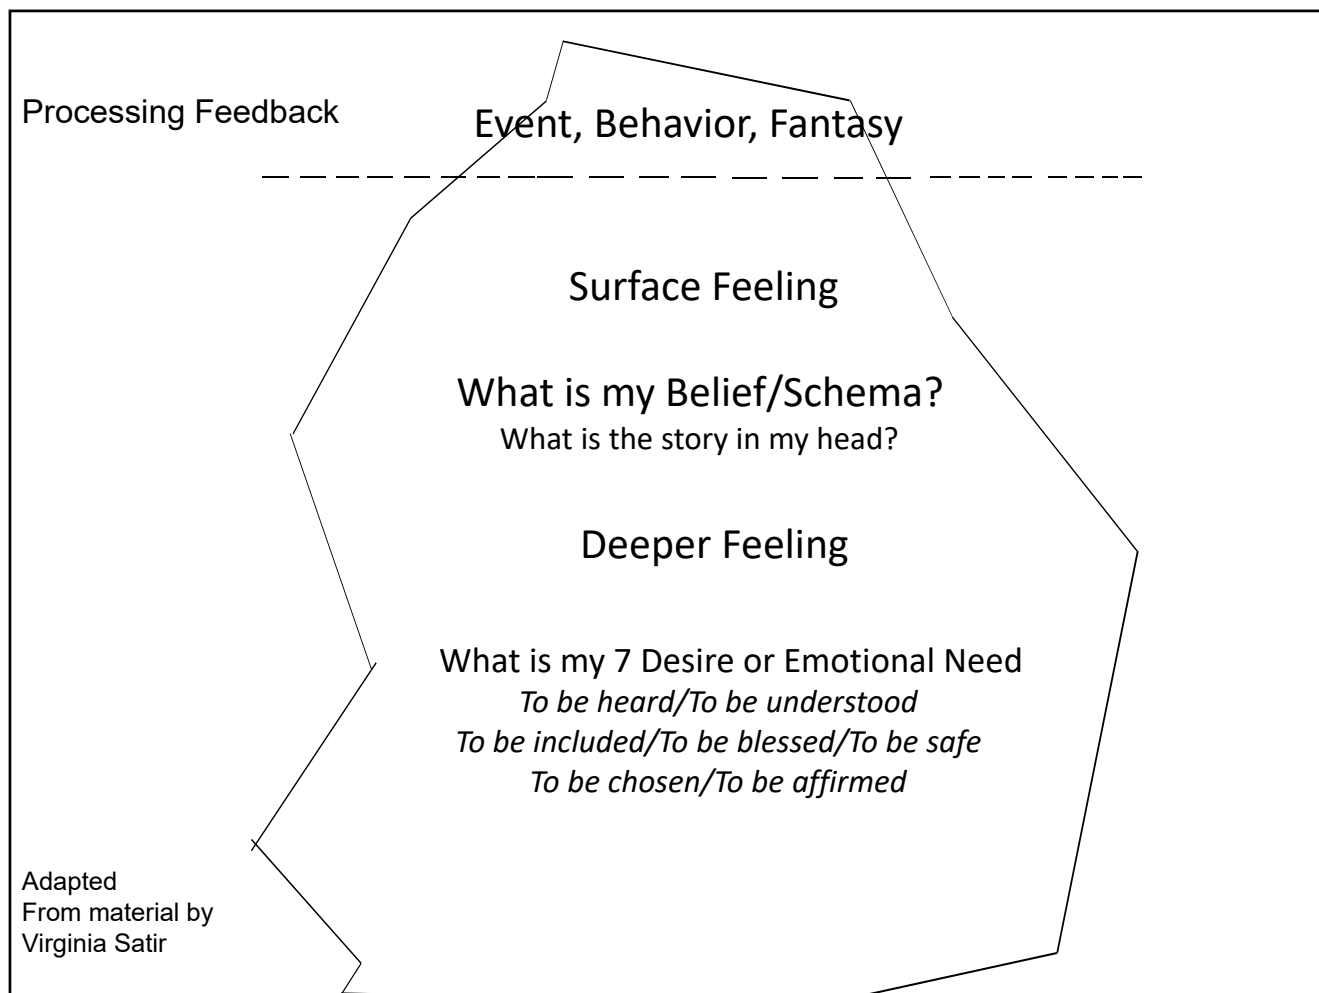 Processing Feedback
Event, Behavior, Fantasy
Surface Feeling
What is my Belief/Schema?
What is the story in my head?
Deeper Feeling
What is my 7 Desire or Emotional Need
To be heard/To be understood
To be included/To be blessed/To be safe
To be chosen/To be affirmed
Adapted
From material by
Virginia Satir